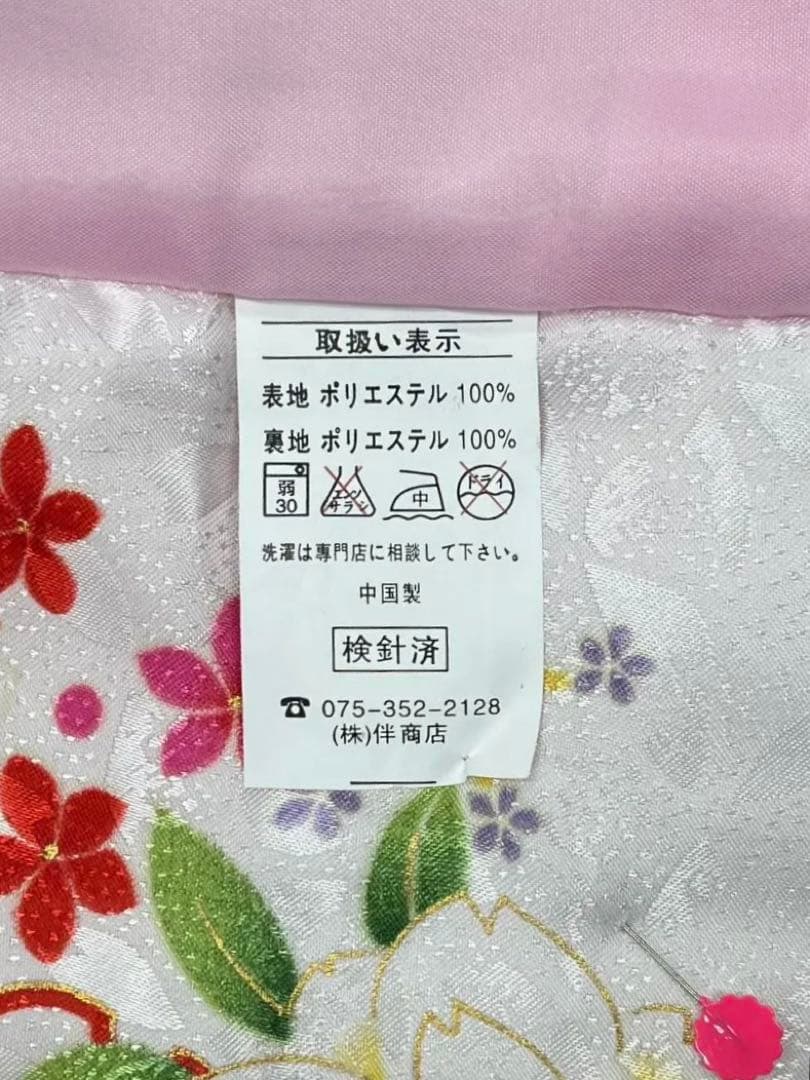 取扱い表示
表地 ポリエステル 100%
裏地 ポリエステル 100%
弱
30
エンソ
サラシ
中
ドライ
洗濯は専門店に相談して下さい。
中国製
検針済
☎ 075-352-2128
(株)伴商店